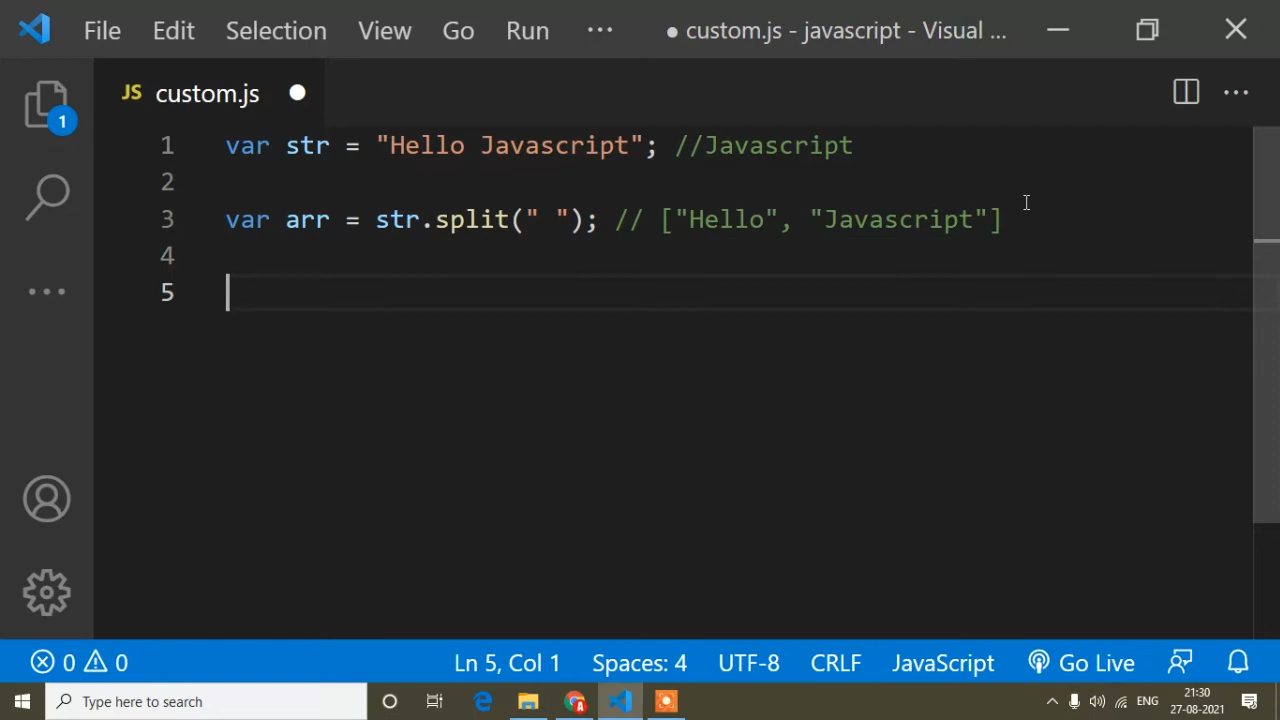 File Edit Selection View Go Run ··· ● custom.js - javascript - Visual ...
JS custom.js ● ···
1
1 var str = "Hello Javascript"; //Javascript
2
3 var arr = str.split(" "); // ["Hello", "Javascript"]
4
5
0 0 Ln 5, Col 1 Spaces: 4 UTF-8 CRLF JavaScript Go Live
Type here to search A ENG 21:30
27-08-2021